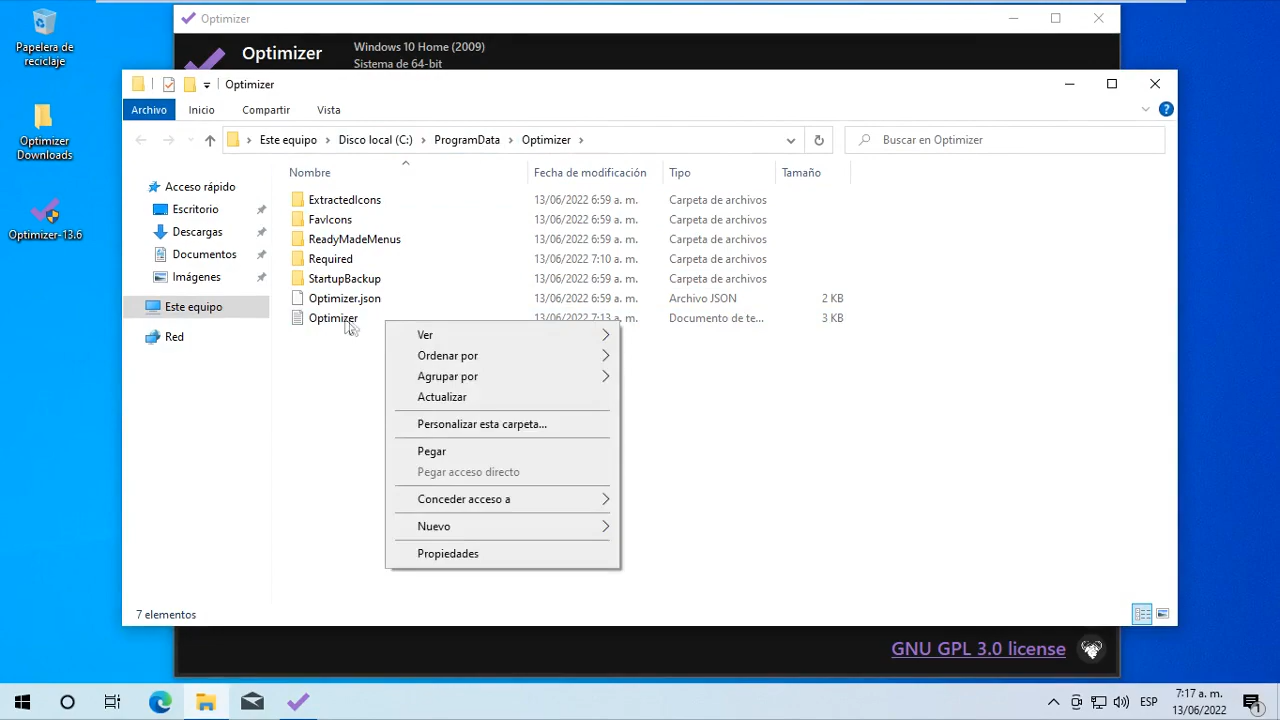 Papelera de
reciclaje
Optimizer
Downloads
Optimizer-13.6
Optimizer
Optimizer
Windows 10 Home (2009)
Sistema de 64-bit
Optimizer
Archivo
Inicio
Compartir
Vista
Este equipo
Disco local (C:)
ProgramData
Optimizer
Buscar en Optimizer
Nombre
Fecha de modificación
Tipo
Tamaño
Acceso rápido
Escritorio
Descargas
Documentos
Imágenes
Este equipo
Red
ExtractedIcons 13/06/2022 6:59 a. m. Carpeta de archivos
FavIcons 13/06/2022 6:59 a. m. Carpeta de archivos
ReadyMadeMenus 13/06/2022 6:59 a. m. Carpeta de archivos
Required 13/06/2022 7:10 a. m. Carpeta de archivos
StartupBackup 13/06/2022 6:59 a. m. Carpeta de archivos
Optimizer.json 13/06/2022 6:59 a. m. Archivo JSON 2 KB
Optimizer 13/06/2022 7:13 a. m. Documento de te... 3 KB
Ver
Ordenar por
Agrupar por
Actualizar
Personalizar esta carpeta...
Pegar
Pegar acceso directo
Conceder acceso a
Nuevo
Propiedades
7 elementos
GNU GPL 3.0 license
ESP
7:17 a. m.
13/06/2022
1